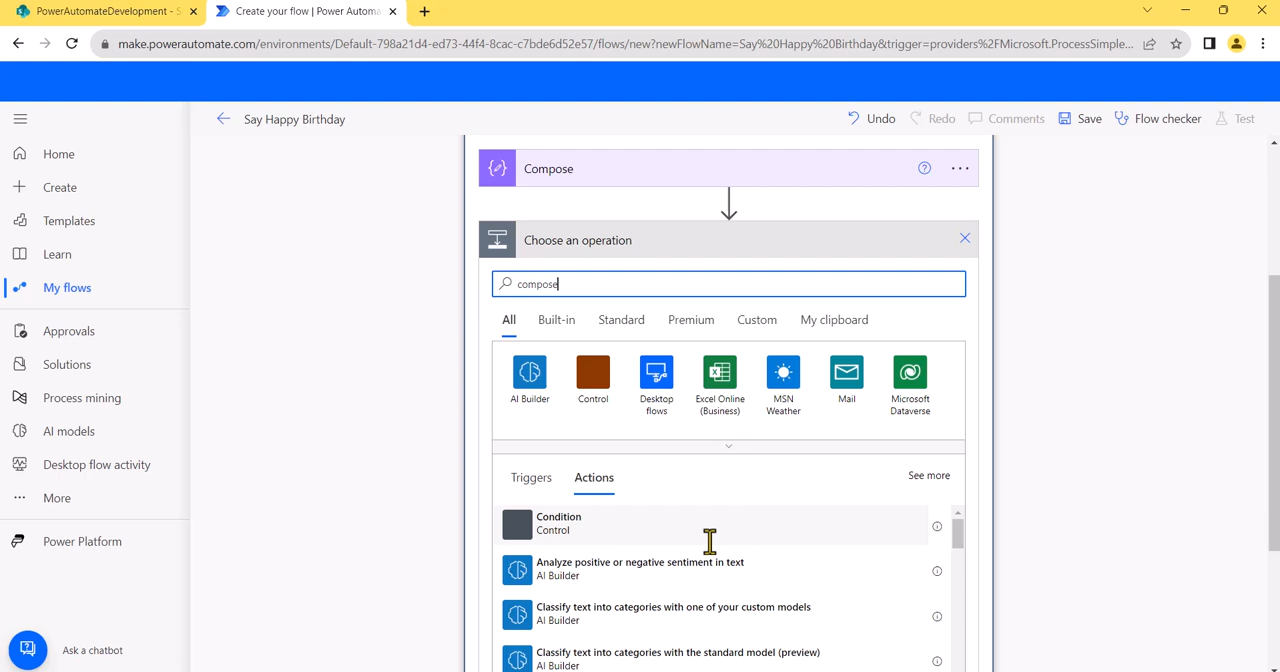 PowerAutomateDevelopment - S
Create your flow | Power Automa
make.powerautomate.com/environments/Default-798a21d4-ed73-44f4-8cac-c7bde6d52e57/flows/new?newFlowName=Say%20Happy%20Birthday&trigger=providers%2FMicrosoft.ProcessSimple...
Say Happy Birthday
Undo
Redo
Comments
Save
Flow checker
Test
Home
Create
Templates
Learn
My flows
Approvals
Solutions
Process mining
AI models
Desktop flow activity
More
Power Platform
Ask a chatbot
Compose
Choose an operation
compose
All
Built-in
Standard
Premium
Custom
My clipboard
AI Builder
Control
Desktop
flows
Excel Online
(Business)
MSN
Weather
Mail
Microsoft
Dataverse
Triggers
Actions
See more
Condition
Control
Analyze positive or negative sentiment in text
AI Builder
Classify text into categories with one of your custom models
AI Builder
Classify text into categories with the standard model (preview)
AI Builder